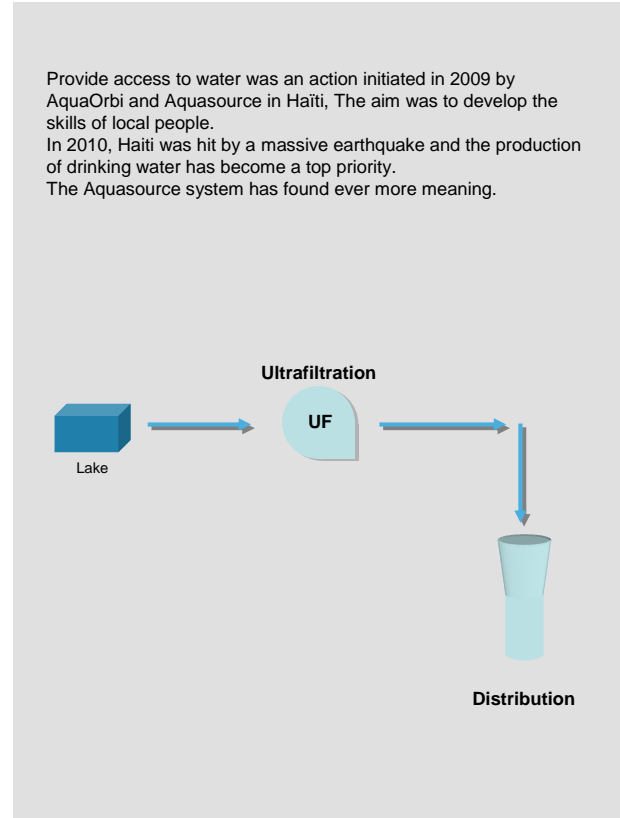 Provide access to water was an action initiated in 2009 by
AquaOrbi and Aquasource in Haïti, The aim was to develop the
skills of local people.
In 2010, Haiti was hit by a massive earthquake and the production
of drinking water has become a top priority.
The Aquasource system has found ever more meaning.
Ultrafiltration
UF
Lake
Distribution